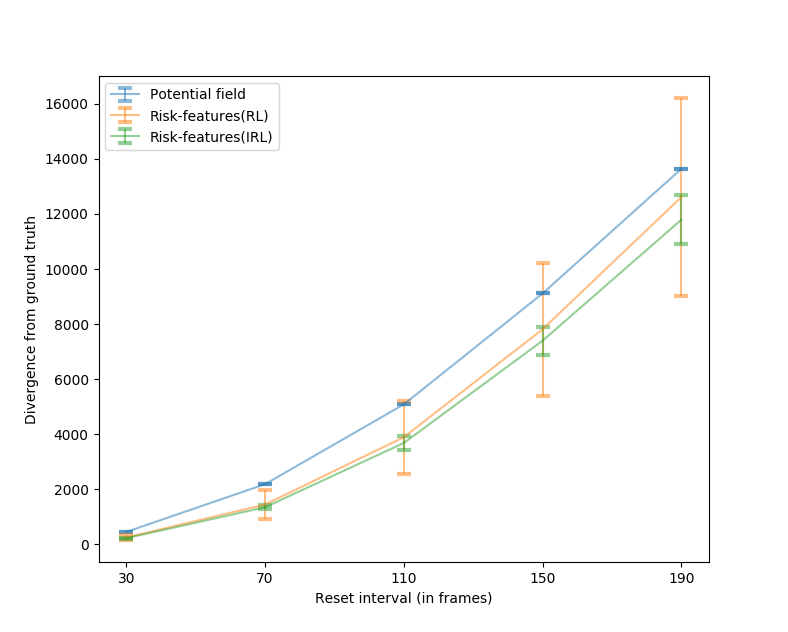 Potential field
Risk-features(RL)
Risk-features(IRL)
16000
14000
12000
10000
8000
6000
4000
2000
0
Divergence from ground truth
30 70 110 150 190
Reset interval (in frames)